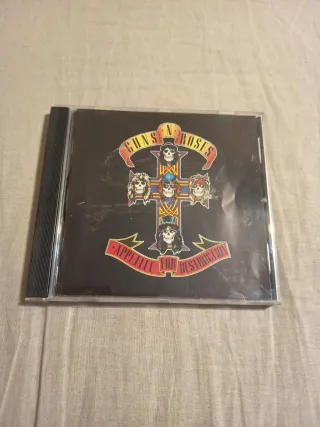 GUNS N' ROSES
APPETITE FOR DESTRUCTION